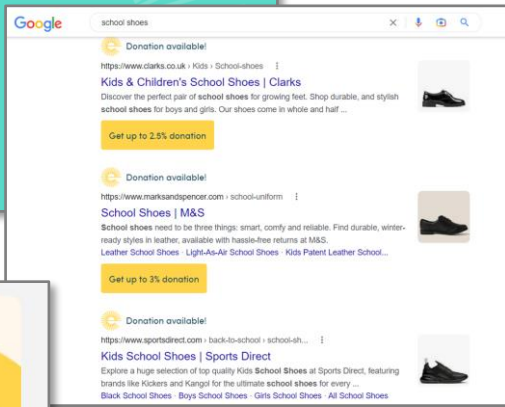 Google
school shoes
Donation available!
https://www.clarks.co.uk › Kids › School-shoes
Kids & Children's School Shoes | Clarks
Discover the perfect pair of school shoes for growing feet. Shop durable, and stylish
school shoes for boys and girls. Our shoes come in whole and half ...
Get up to 2.5% donation
Donation available!
https://www.marksandspencer.com › school-uniform
School Shoes | M&S
School shoes need to be three things: smart, comfy and reliable. Find durable, winter-
ready styles in leather, available with hassle-free returns at M&S.
Leather School Shoes · Light-As-Air School Shoes · Kids Patent Leather School...
Get up to 3% donation
Donation available!
https://www.sportsdirect.com › back-to-school › school-sh...
Kids School Shoes | Sports Direct
Explore a huge selection of top quality Kids School Shoes at Sports Direct, featuring
brands like Kickers and Kangol for the ultimate school shoes for every ...
Black School Shoes · Boys School Shoes · Girls School Shoes · All School Shoes